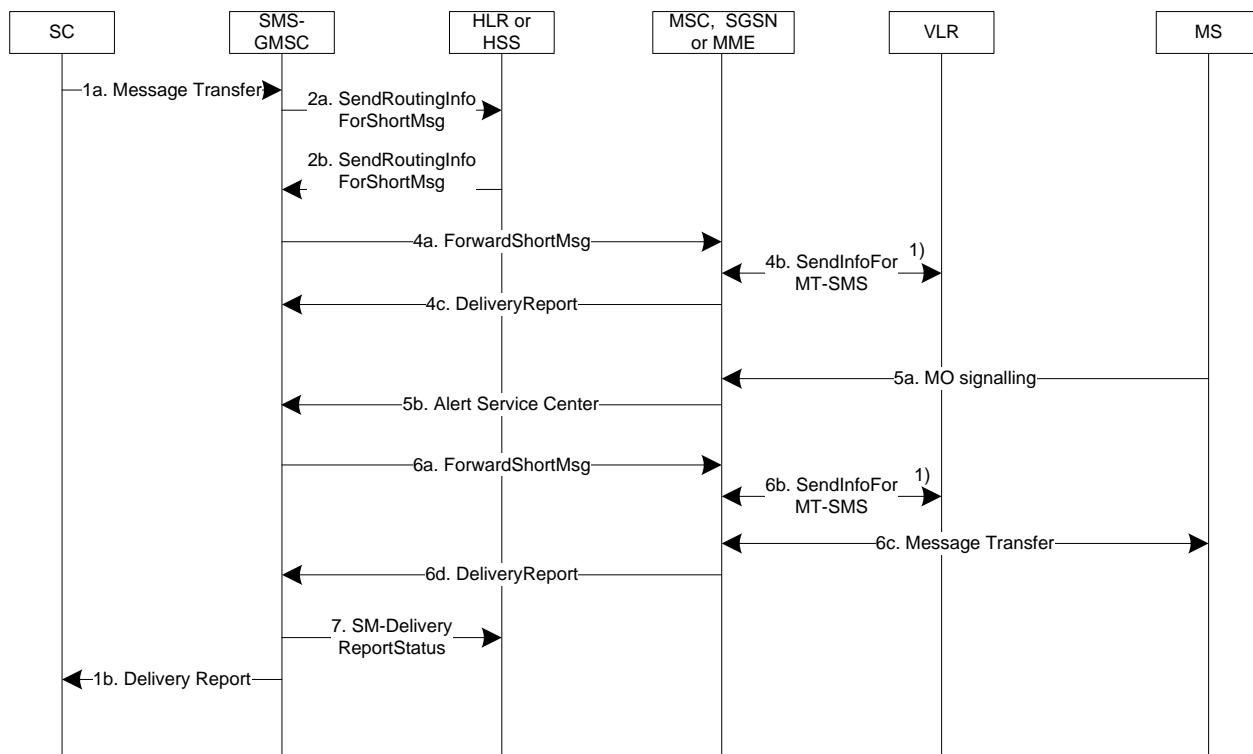 SC
SMS-
GMSC
HLR or
HSS
MSC, SGSN
or MME
VLR
MS
1a. Message Transfer
2a. SendRoutingInfo
ForShortMsg
2b. SendRoutingInfo
ForShortMsg
4a. ForwardShortMsg
1)
4b. SendInfoFor
MT-SMS
4c. DeliveryReport
5a. MO signalling
5b. Alert Service Center
6a. ForwardShortMsg
1)
6b. SendInfoFor
MT-SMS
6c. Message Transfer
6d. DeliveryReport
7. SM-Delivery
ReportStatus
1b. Delivery Report